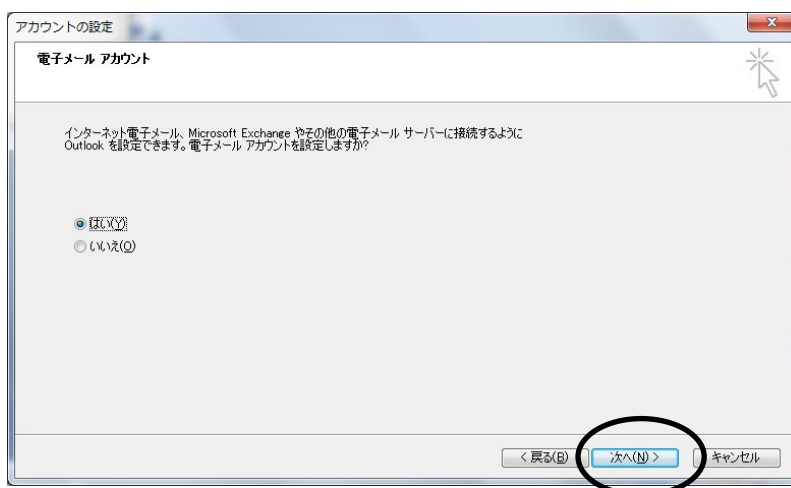 アカウントの設定
電子メール アカウント
インターネット電子メール、Microsoft Exchange やその他の電子メール サーバーに接続するように
Outlook を設定できます。電子メール アカウントを設定しますか?
はい(Y)
いいえ(O)
< 戻る(B)
次へ(N) >
キャンセル